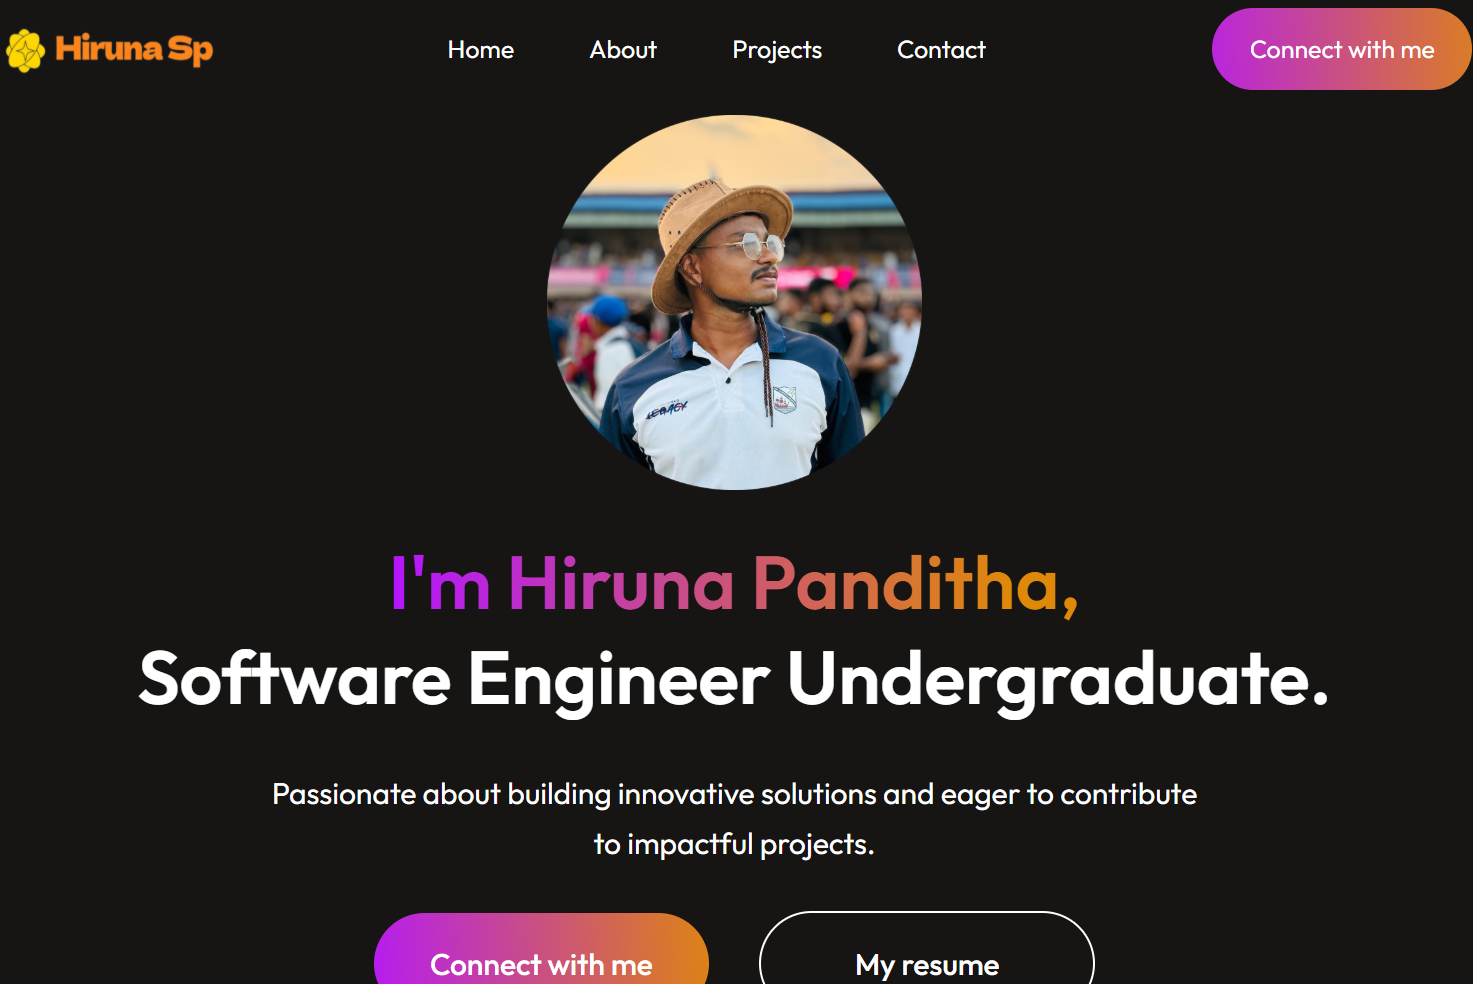 Hiruna Sp
Home
About
Projects
Contact
Connect with me
LEGACY
I'm Hiruna Panditha,
Software Engineer Undergraduate.
Passionate about building innovative solutions and eager to contribute
to impactful projects.
Connect with me
My resume